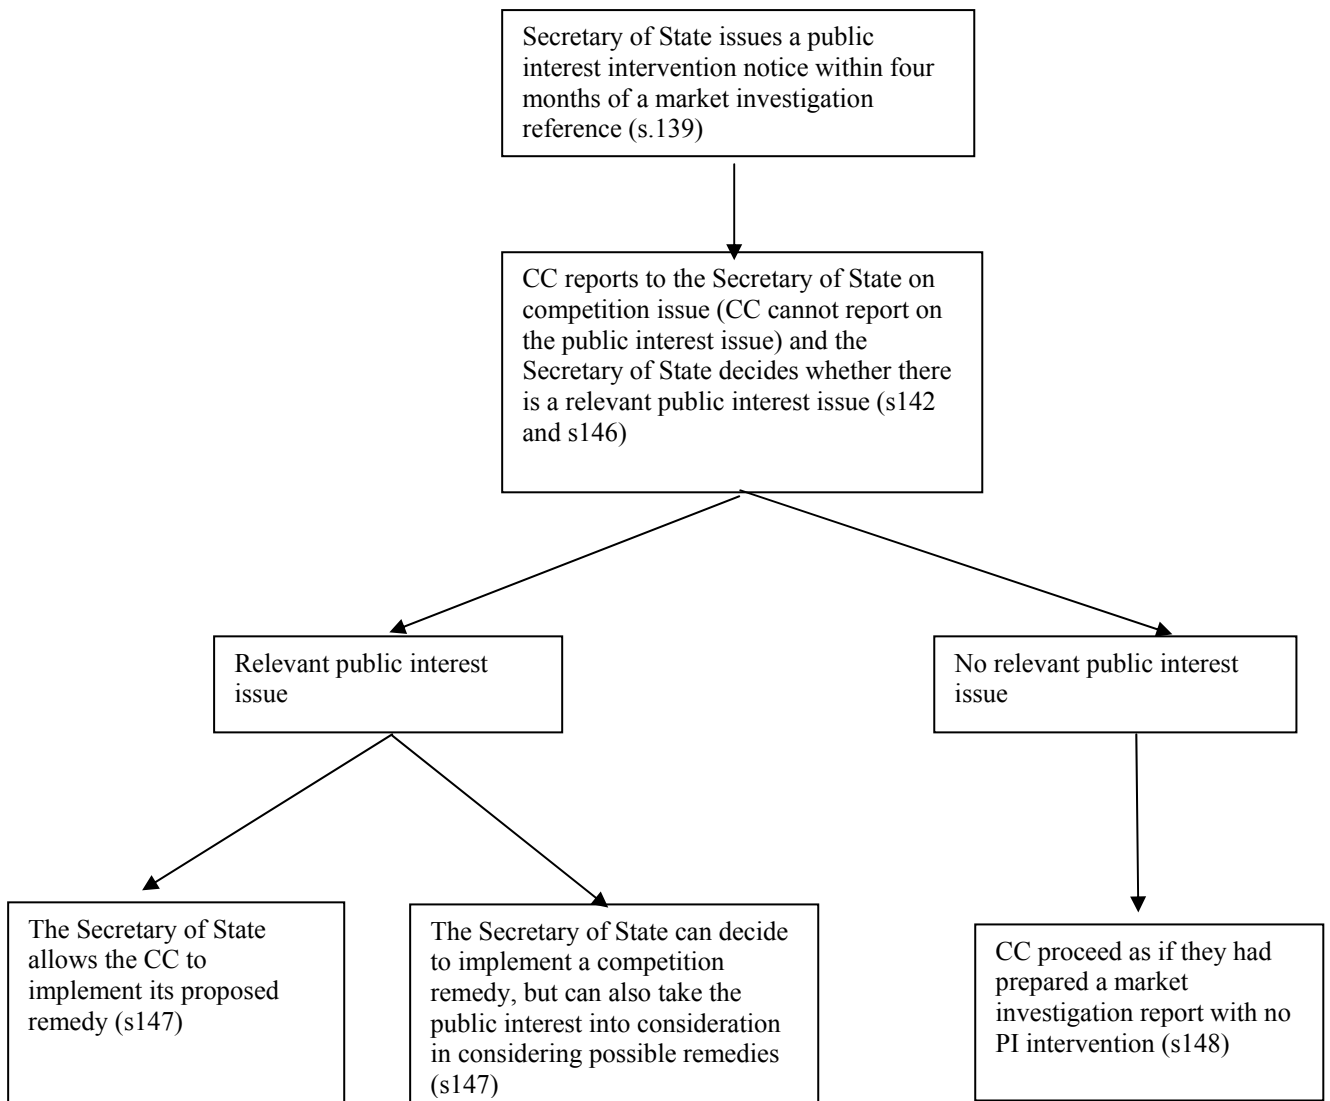 Secretary of State issues a public
interest intervention notice within four
months of a market investigation
reference (s.139)
CC reports to the Secretary of State on
competition issue (CC cannot report on
the public interest issue) and the
Secretary of State decides whether there
is a relevant public interest issue (s142
and s146)
Relevant public interest
issue
No relevant public interest
issue
The Secretary of State
allows the CC to
implement its proposed
remedy (s147)
The Secretary of State can decide
to implement a competition
remedy, but can also take the
public interest into consideration
in considering possible remedies
(s147)
CC proceed as if they had
prepared a market
investigation report with no
PI intervention (s148)